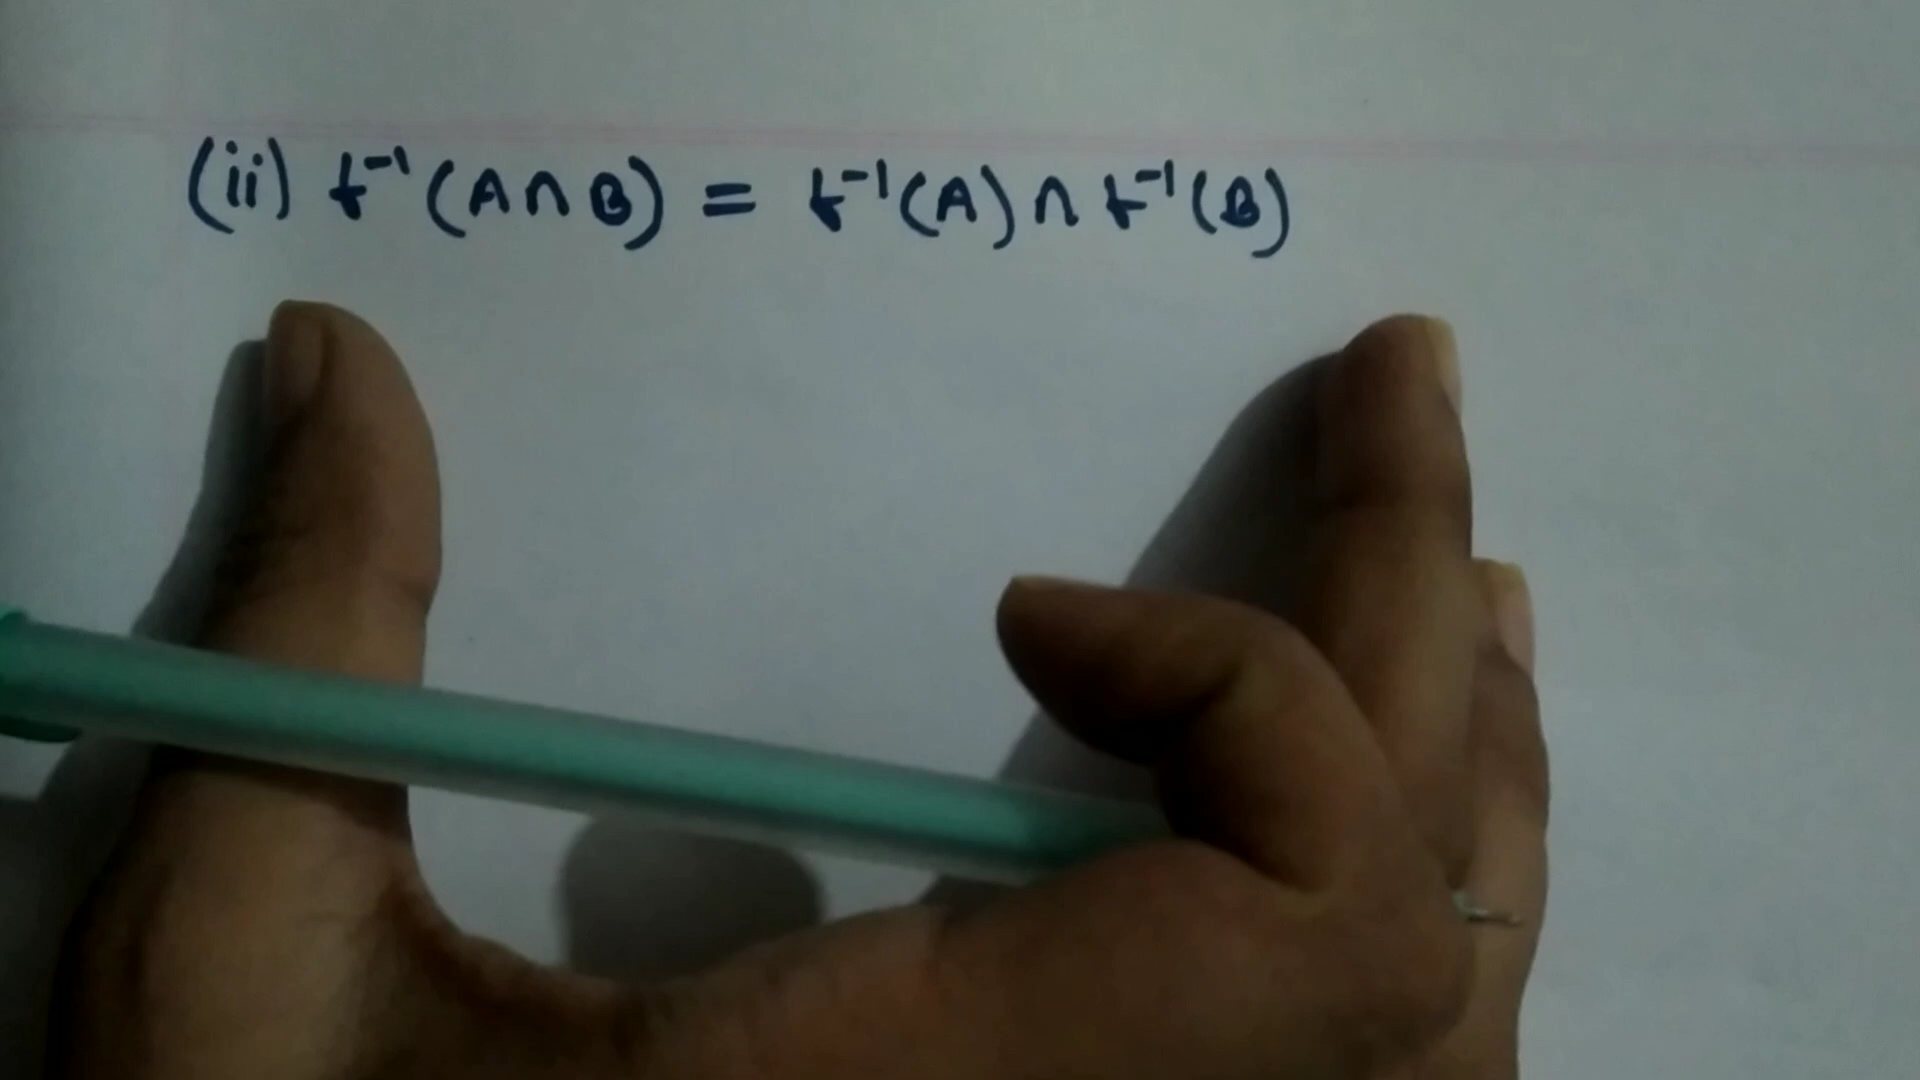 (ii) f⁻¹(A∩B) = f⁻¹(A)∩f⁻¹(B)